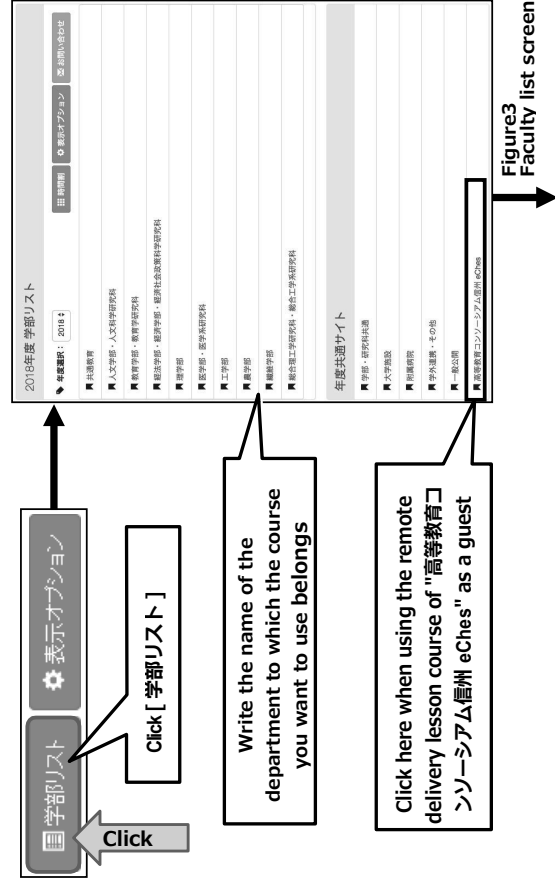 学部リスト
表示オプション
Click
Click [ 学部リスト ]
Write the name of the
department to which the course
you want to use belongs
Click here when using the remote
delivery lesson course of "高等教育コ
ンソーシアム信州 eChes" as a guest
2018年度 学部リスト
年度選択： 2018
時間割
表示オプション
お問い合わせ
共通教育
人文学部・人文科学研究科
教育学部・教育学研究科
経法学部・経済学部・経済社会政策科学研究科
理学部
医学部・医学系研究科
工学部
農学部
繊維学部
総合理工学研究科・総合工学系研究科
年度共通サイト
学部・研究科共通
大学施設
附属病院
学外連携・その他
一般公開
高等教育コンソーシアム信州 eChes
Figure3
Faculty list screen